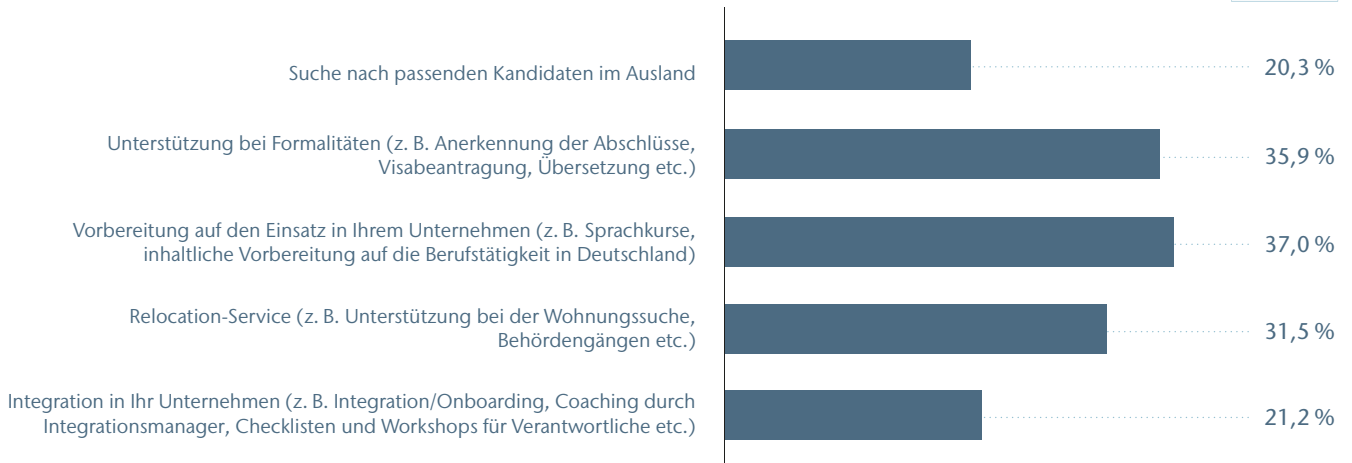 Suche nach passenden Kandidaten im Ausland
20,3 %
Unterstützung bei Formalitäten (z. B. Anerkennung der Abschlüsse,
Visabeantragung, Übersetzung etc.)
35,9 %
Vorbereitung auf den Einsatz in Ihrem Unternehmen (z. B. Sprachkurse,
inhaltliche Vorbereitung auf die Berufstätigkeit in Deutschland)
37,0 %
Relocation-Service (z. B. Unterstützung bei der Wohnungssuche,
Behördengängen etc.)
31,5 %
Integration in Ihr Unternehmen (z. B. Integration/Onboarding, Coaching durch
Integrationsmanager, Checklisten und Workshops für Verantwortliche etc.)
21,2 %